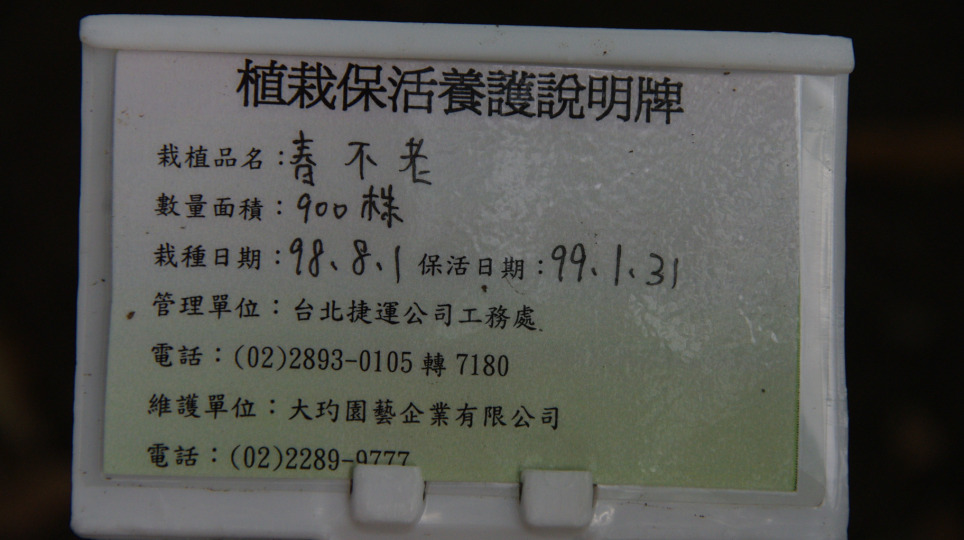 植栽保活養護說明牌
栽植品名：春不老
數量面積：900株
栽種日期：98、8、1 保活日期：99、1、31
管理單位：台北捷運公司工務處
電話：(02)2893-0105 轉 7180
維護單位：大玓園藝企業有限公司
電話：(02)2289-9777